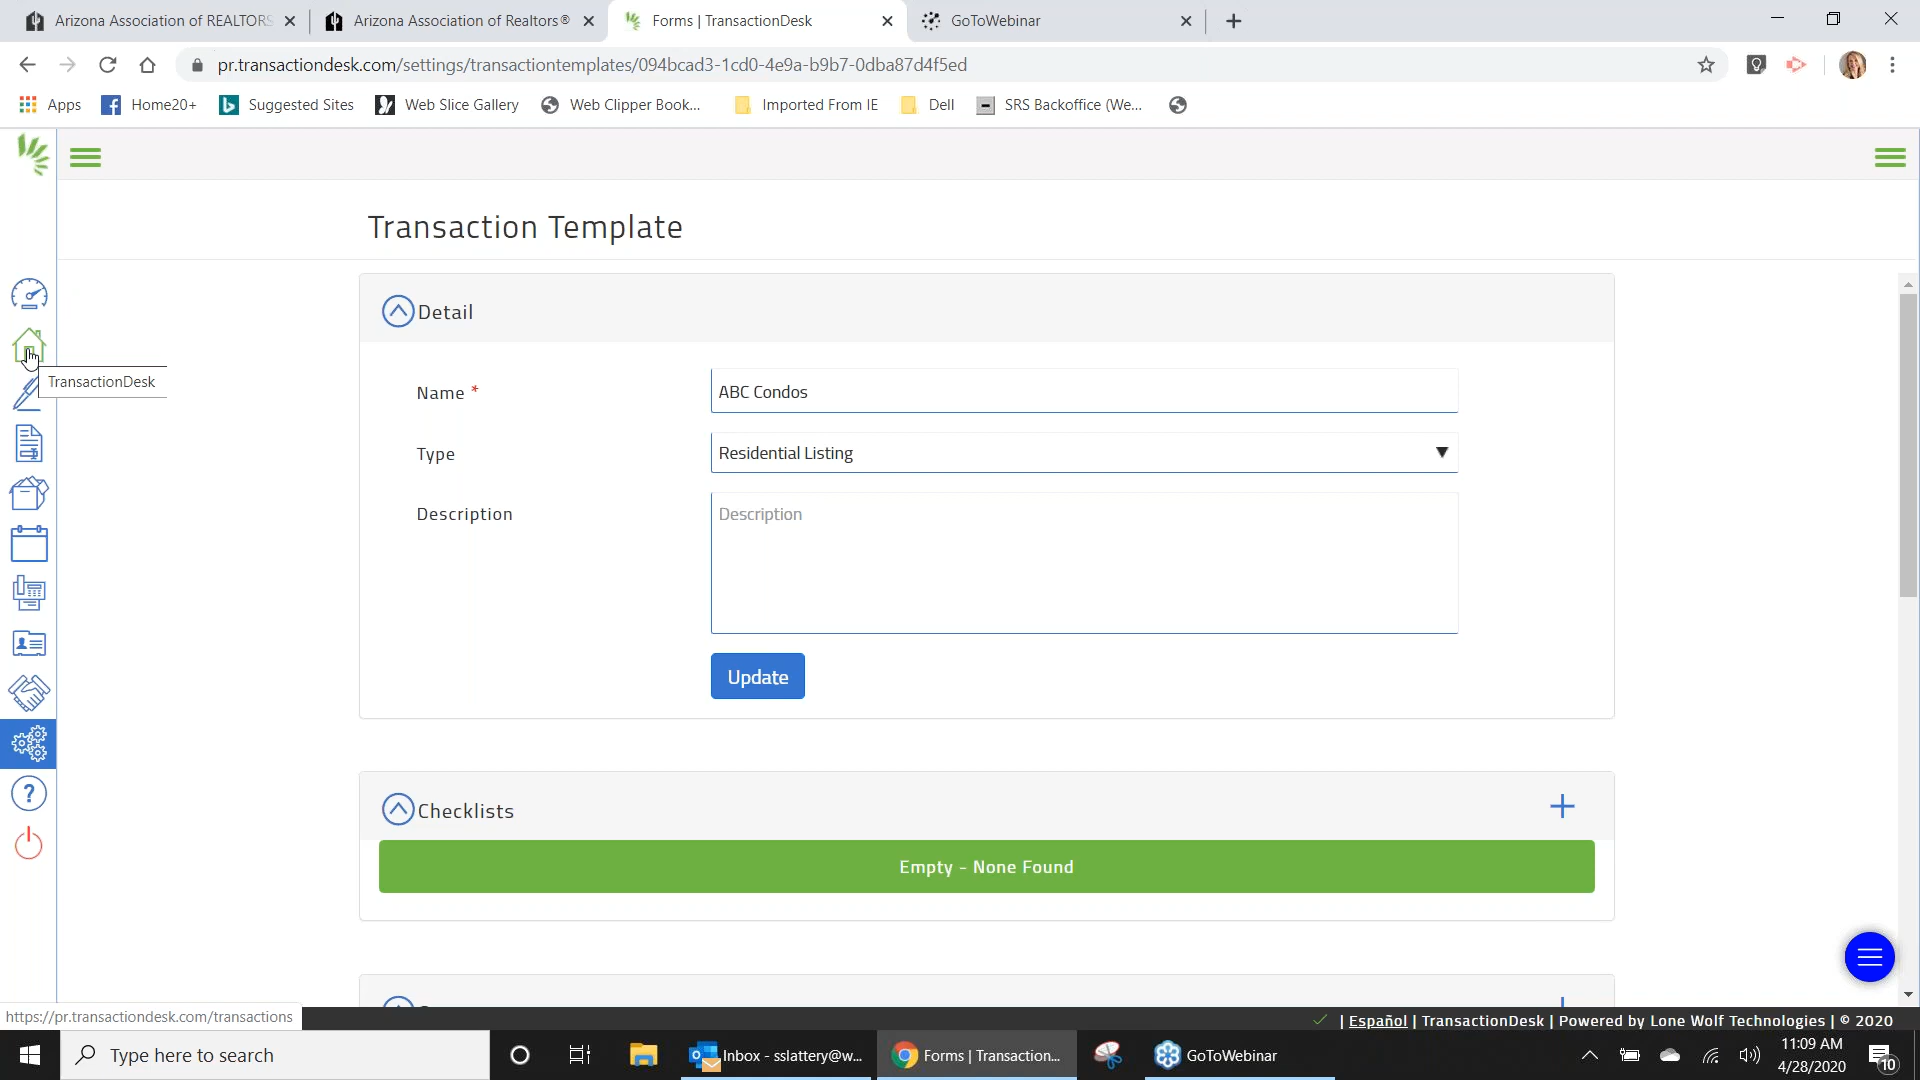 Arizona Association of REALTORS
Arizona Association of Realtors®
Forms | TransactionDesk
GoToWebinar
pr.transactiondesk.com/settings/transactiontemplates/094bcad3-1cd0-4e9a-b9b7-0dba87d4f5ed
Apps
Home20+
Suggested Sites
Web Slice Gallery
Web Clipper Book...
Imported From IE
Dell
SRS Backoffice (We...
Transaction Template
Detail
TransactionDesk
Name *
ABC Condos
Type
Residential Listing
Description
Description
Update
Checklists
Empty - None Found
https://pr.transactiondesk.com/transactions
| Español | TransactionDesk | Powered by Lone Wolf Technologies | © 2020
Type here to search
Inbox - sslattery@w...
Forms | Transaction...
GoToWebinar
11:09 AM
4/28/2020
10